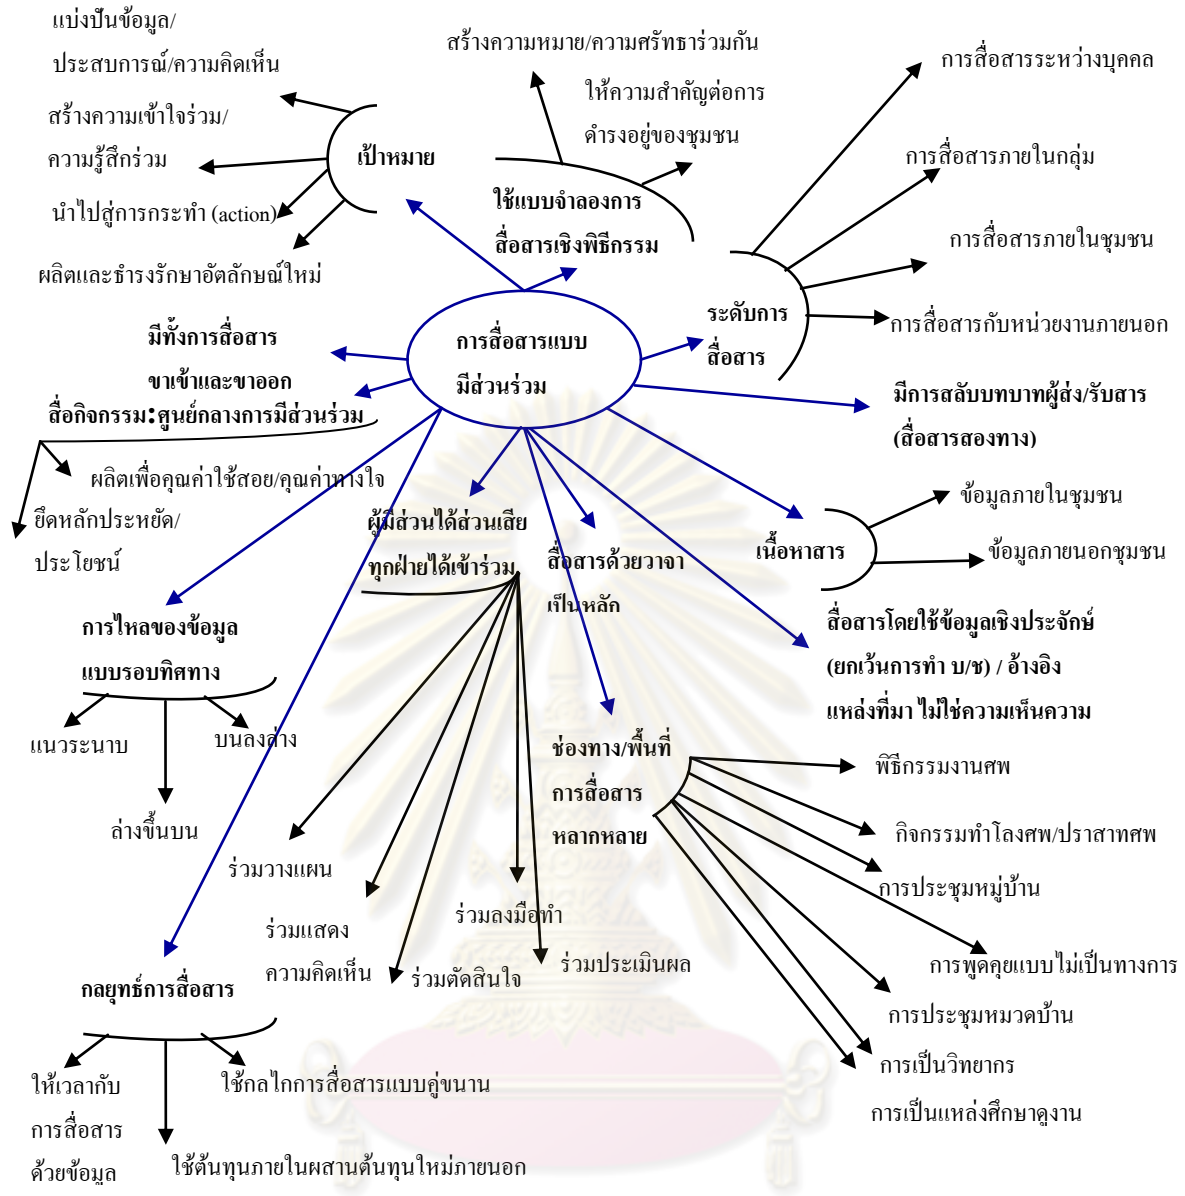 แบ่งปันข้อมูล/
ประสบการณ์/ความคิดเห็น
สร้างความเข้าใจร่วม/
ความรู้สึกร่วม
นำไปสู่การกระทำ (action)
ผลิตและธำรงรักษาอัตลักษณ์ใหม่
เป้าหมาย
สร้างความหมาย/ความศรัทธาร่วมกัน
ให้ความสำคัญต่อการ
ดำรงอยู่ของชุมชน
ใช้แบบจำลองการ
สื่อสารเชิงพิธีกรรม
การสื่อสารระหว่างบุคคล
การสื่อสารภายในกลุ่ม
การสื่อสารภายในชุมชน
การสื่อสารกับหน่วยงานภายนอก
ระดับการ
สื่อสาร
การสื่อสารแบบ
มีส่วนร่วม
มีทั้งการสื่อสาร
ขาเข้าและขาออก
สื่อกิจกรรม:ศูนย์กลางการมีส่วนร่วม
ผลิตเพื่อคุณค่าใช้สอย/คุณค่าทางใจ
ยึดหลักประหยัด/
ประโยชน์
มีการสลับบทบาทผู้ส่ง/รับสาร
(สื่อสารสองทาง)
เนื้อหาสาร
ข้อมูลภายในชุมชน
ข้อมูลภายนอกชุมชน
ผู้มีส่วนได้ส่วนเสีย
ทุกฝ่ายได้เข้าร่วม
สื่อสารด้วยวาจา
เป็นหลัก
สื่อสารโดยใช้ข้อมูลเชิงประจักษ์
(ยกเว้นการทำ บ/ช) / อ้างอิง
แหล่งที่มา ไม่ใช่ความเห็นความ
การไหลของข้อมูล
แบบรอบทิศทาง
แนวระนาบ
บนลงล่าง
ล่างขึ้นบน
ช่องทาง/พื้นที่
การสื่อสาร
หลากหลาย
พิธีกรรมงานศพ
กิจกรรมทำโลงศพ/ปราสาทศพ
การประชุมหมู่บ้าน
การพูดคุยแบบไม่เป็นทางการ
การประชุมหมวดบ้าน
การเป็นวิทยากร
การเป็นแหล่งศึกษาดูงาน
ร่วมวางแผน
ร่วมแสดง
ความคิดเห็น
ร่วมตัดสินใจ
ร่วมลงมือทำ
ร่วมประเมินผล
กลยุทธ์การสื่อสาร
ให้เวลากับ
การสื่อสาร
ด้วยข้อมูล
ใช้กลไกการสื่อสารแบบคู่ขนาน
ใช้ต้นทุนภายในผสานต้นทุนใหม่ภายนอก